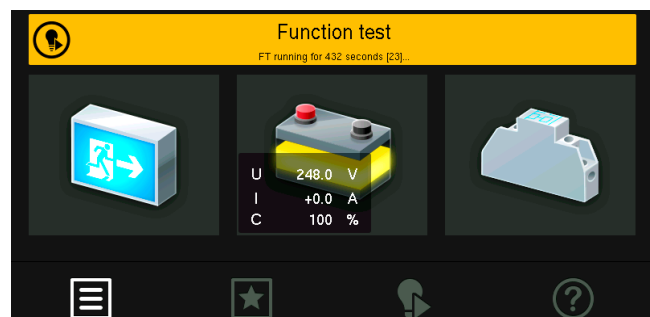 Function test
FT running for 432 seconds [23]...
U 248.0 V
I +0.0 A
C 100 %